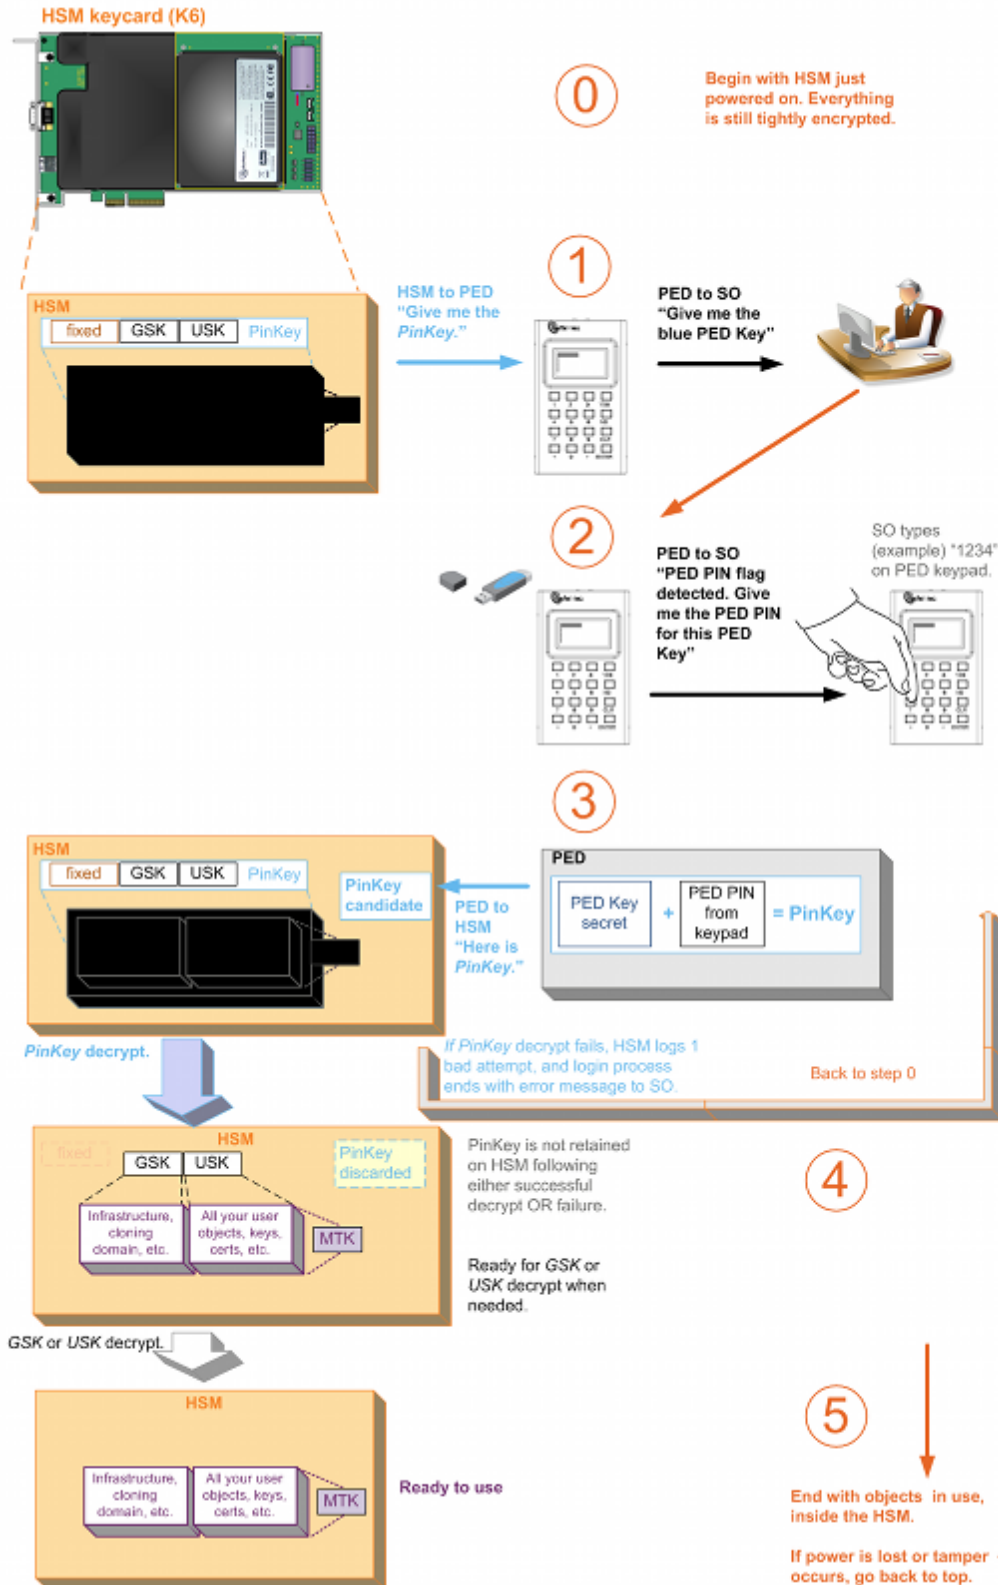 HSM keycard (K6)
0
Begin with HSM just
powered on. Everything
is still tightly encrypted.
1
HSM
fixed GSK USK PinKey
HSM to PED
“Give me the
PinKey.”
PED to SO
“Give me the
blue PED Key”
2
PED to SO
“PED PIN flag
detected. Give
me the PED PIN
for this PED
Key”
SO types
(example) “1234”
on PED keypad.
3
HSM
fixed GSK USK PinKey
PinKey
candidate
PED to
HSM
“Here is
PinKey.”
PED
PED Key
secret
+
PED PIN
from
keypad
= PinKey
PinKey decrypt.
If PinKey decrypt fails, HSM logs 1
bad attempt, and login process
ends with error message to SO.
Back to step 0
HSM
fixed
GSK USK
PinKey
discarded
Infrastructure,
cloning
domain, etc.
All your user
objects, keys,
certs, etc.
MTK
PinKey is not retained
on HSM following
either successful
decrypt OR failure.
4
Ready for GSK or
USK decrypt when
needed.
GSK or USK decrypt.
HSM
Infrastructure,
cloning
domain, etc.
All your user
objects, keys,
certs, etc.
MTK
Ready to use
5
End with objects in use,
inside the HSM.
If power is lost or tamper
occurs, go back to top.